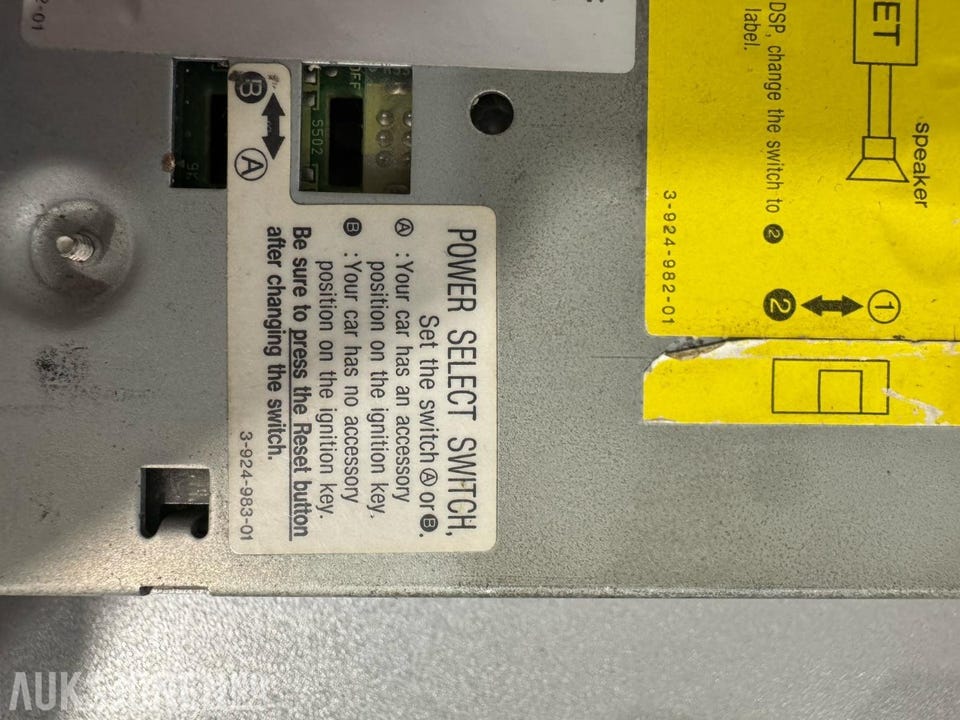 POWER SELECT SWITCH,
Set the switch Ⓐ or 🅑.
Ⓐ : Your car has an accessory
position on the ignition key.
🅑 : Your car has no accessory
position on the ignition key.
Be sure to press the Reset button
after changing the switch.
3-924-983-01
🅑 Ⓐ
S502
OFF
ET
speaker
DSP, change the switch to ❷
label.
3-924-982-01
① ❷
2-01